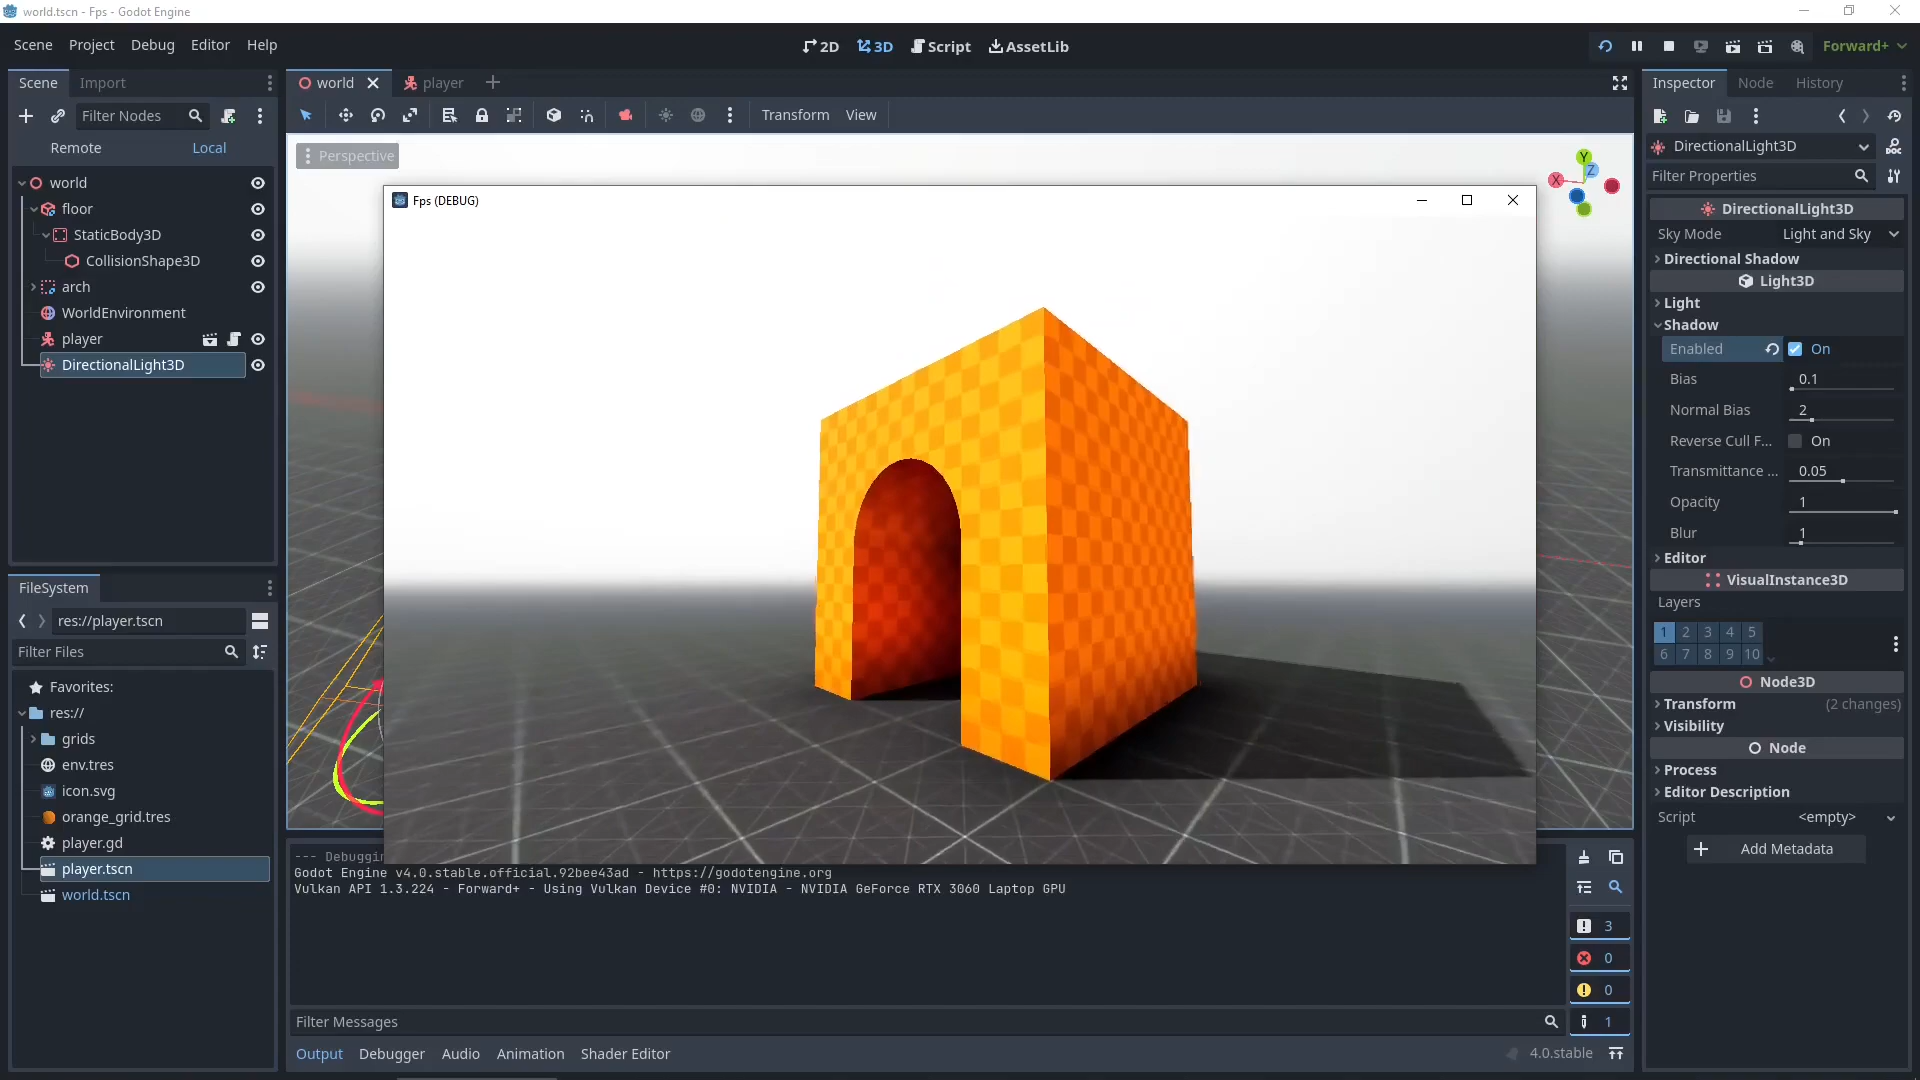 world.tscn - Fps - Godot Engine
Scene Project Debug Editor Help
2D 3D Script AssetLib
Forward+
Scene Import
Filter Nodes
Remote Local
world
floor
StaticBody3D
CollisionShape3D
arch
WorldEnvironment
player
DirectionalLight3D
FileSystem
res://player.tscn
Filter Files
Favorites:
res://
grids
env.tres
icon.svg
orange_grid.tres
player.gd
player.tscn
world.tscn
world player
Transform View
Perspective
Y
Z
X
Fps (DEBUG)
--- Debuggin
Godot Engine v4.0.stable.official.92bee43ad - https://godotengine.org
Vulkan API 1.3.224 - Forward+ - Using Vulkan Device #0: NVIDIA - NVIDIA GeForce RTX 3060 Laptop GPU
3
0
0
1
Filter Messages
Output Debugger Audio Animation Shader Editor
4.0.stable
Inspector Node History
DirectionalLight3D
Filter Properties
DirectionalLight3D
Sky Mode Light and Sky
Directional Shadow
Light3D
Light
Shadow
Enabled On
Bias 0.1
Normal Bias 2
Reverse Cull F... On
Transmittance ... 0.05
Opacity 1
Blur 1
Editor
VisualInstance3D
Layers
1 2 3 4 5
6 7 8 9 10
Node3D
Transform (2 changes)
Visibility
Node
Process
Editor Description
Script <empty>
Add Metadata